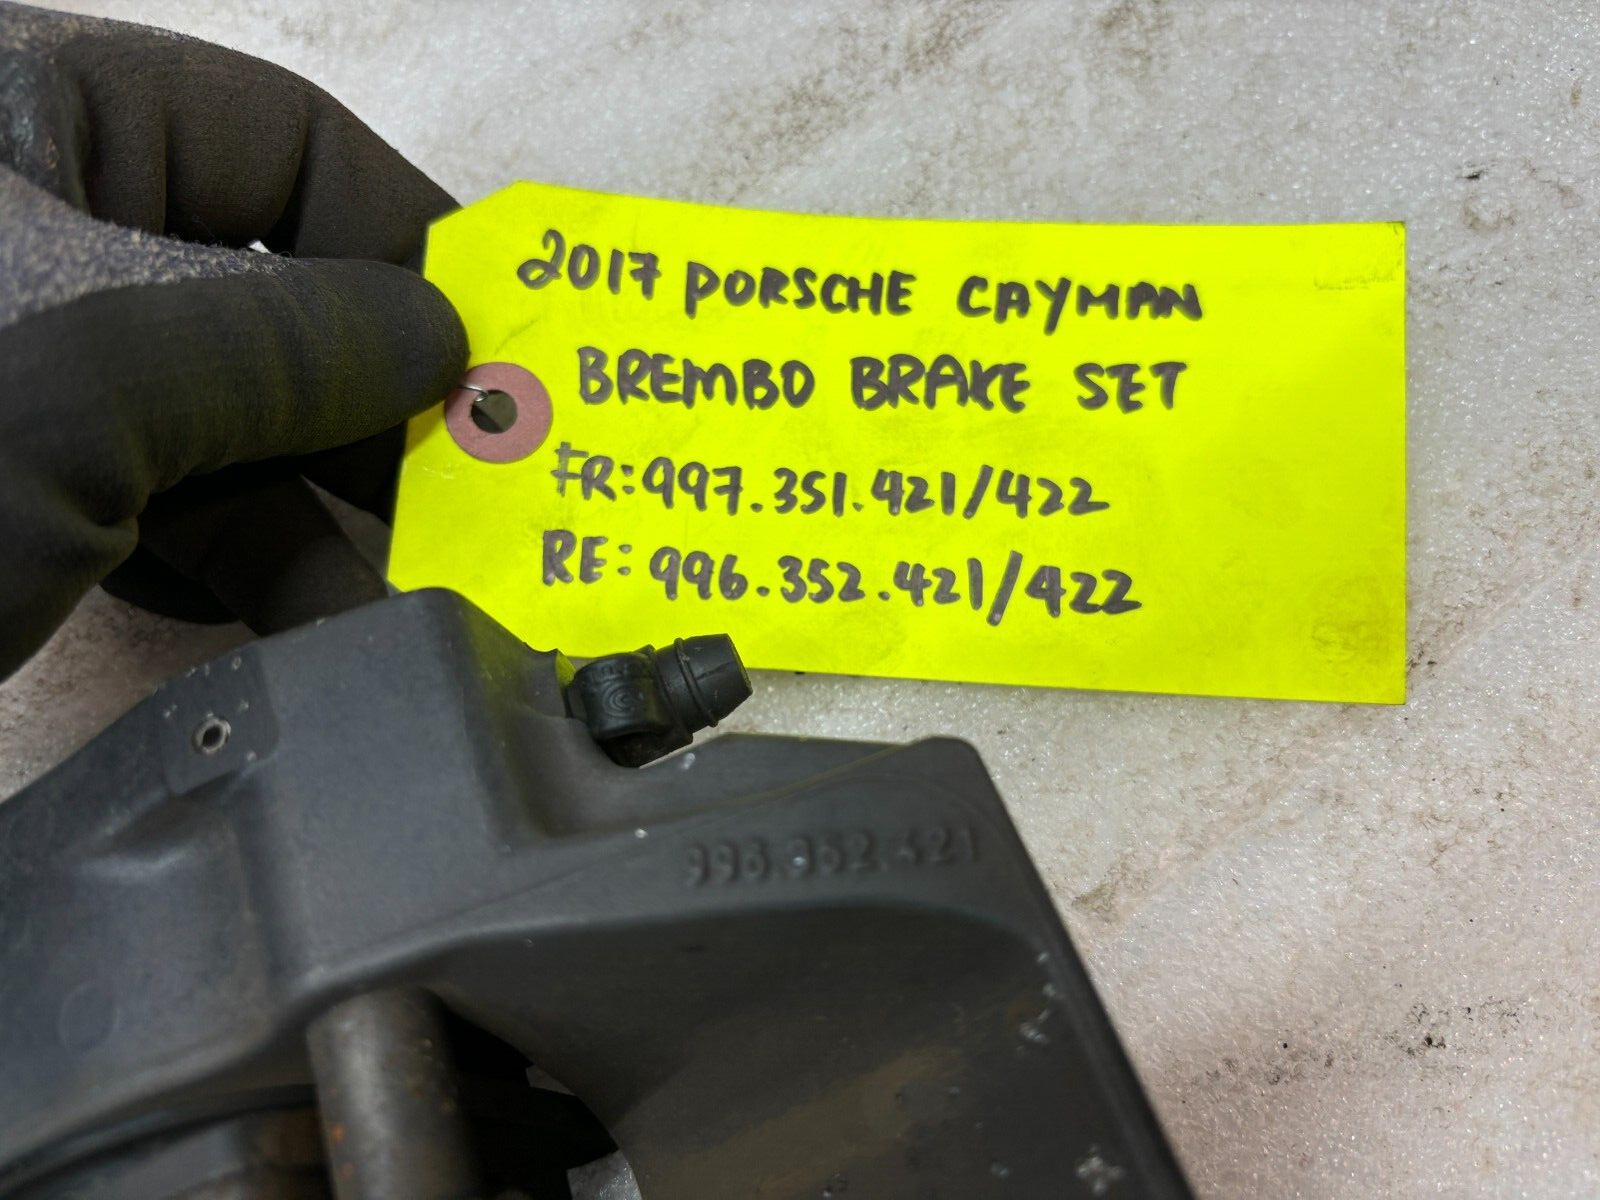 2017 PORSCHE CAYMAN
BREMBO BRAKE SET
FR: 997.351.421/422
RE: 996.352.421/422
996.352.421